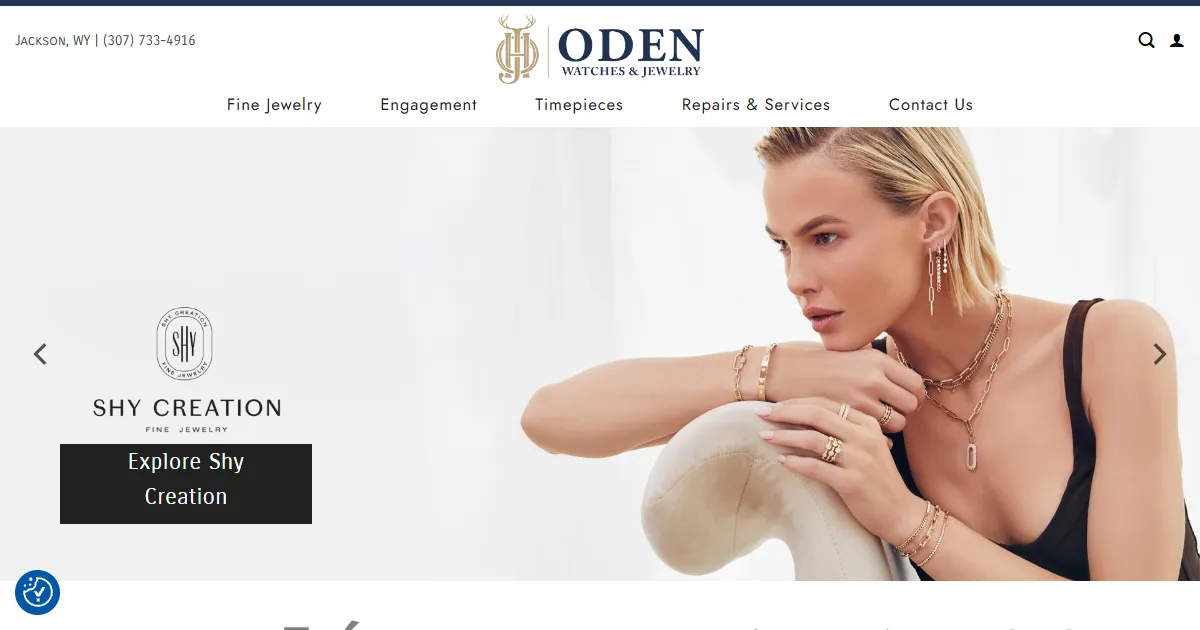 Jackson, WY | (307) 733-4916
ODEN
WATCHES & JEWELRY
Fine Jewelry
Engagement
Timepieces
Repairs & Services
Contact Us
SHY CREATION
SHY
FINE JEWELRY
SHY CREATION
FINE JEWELRY
Explore Shy
Creation